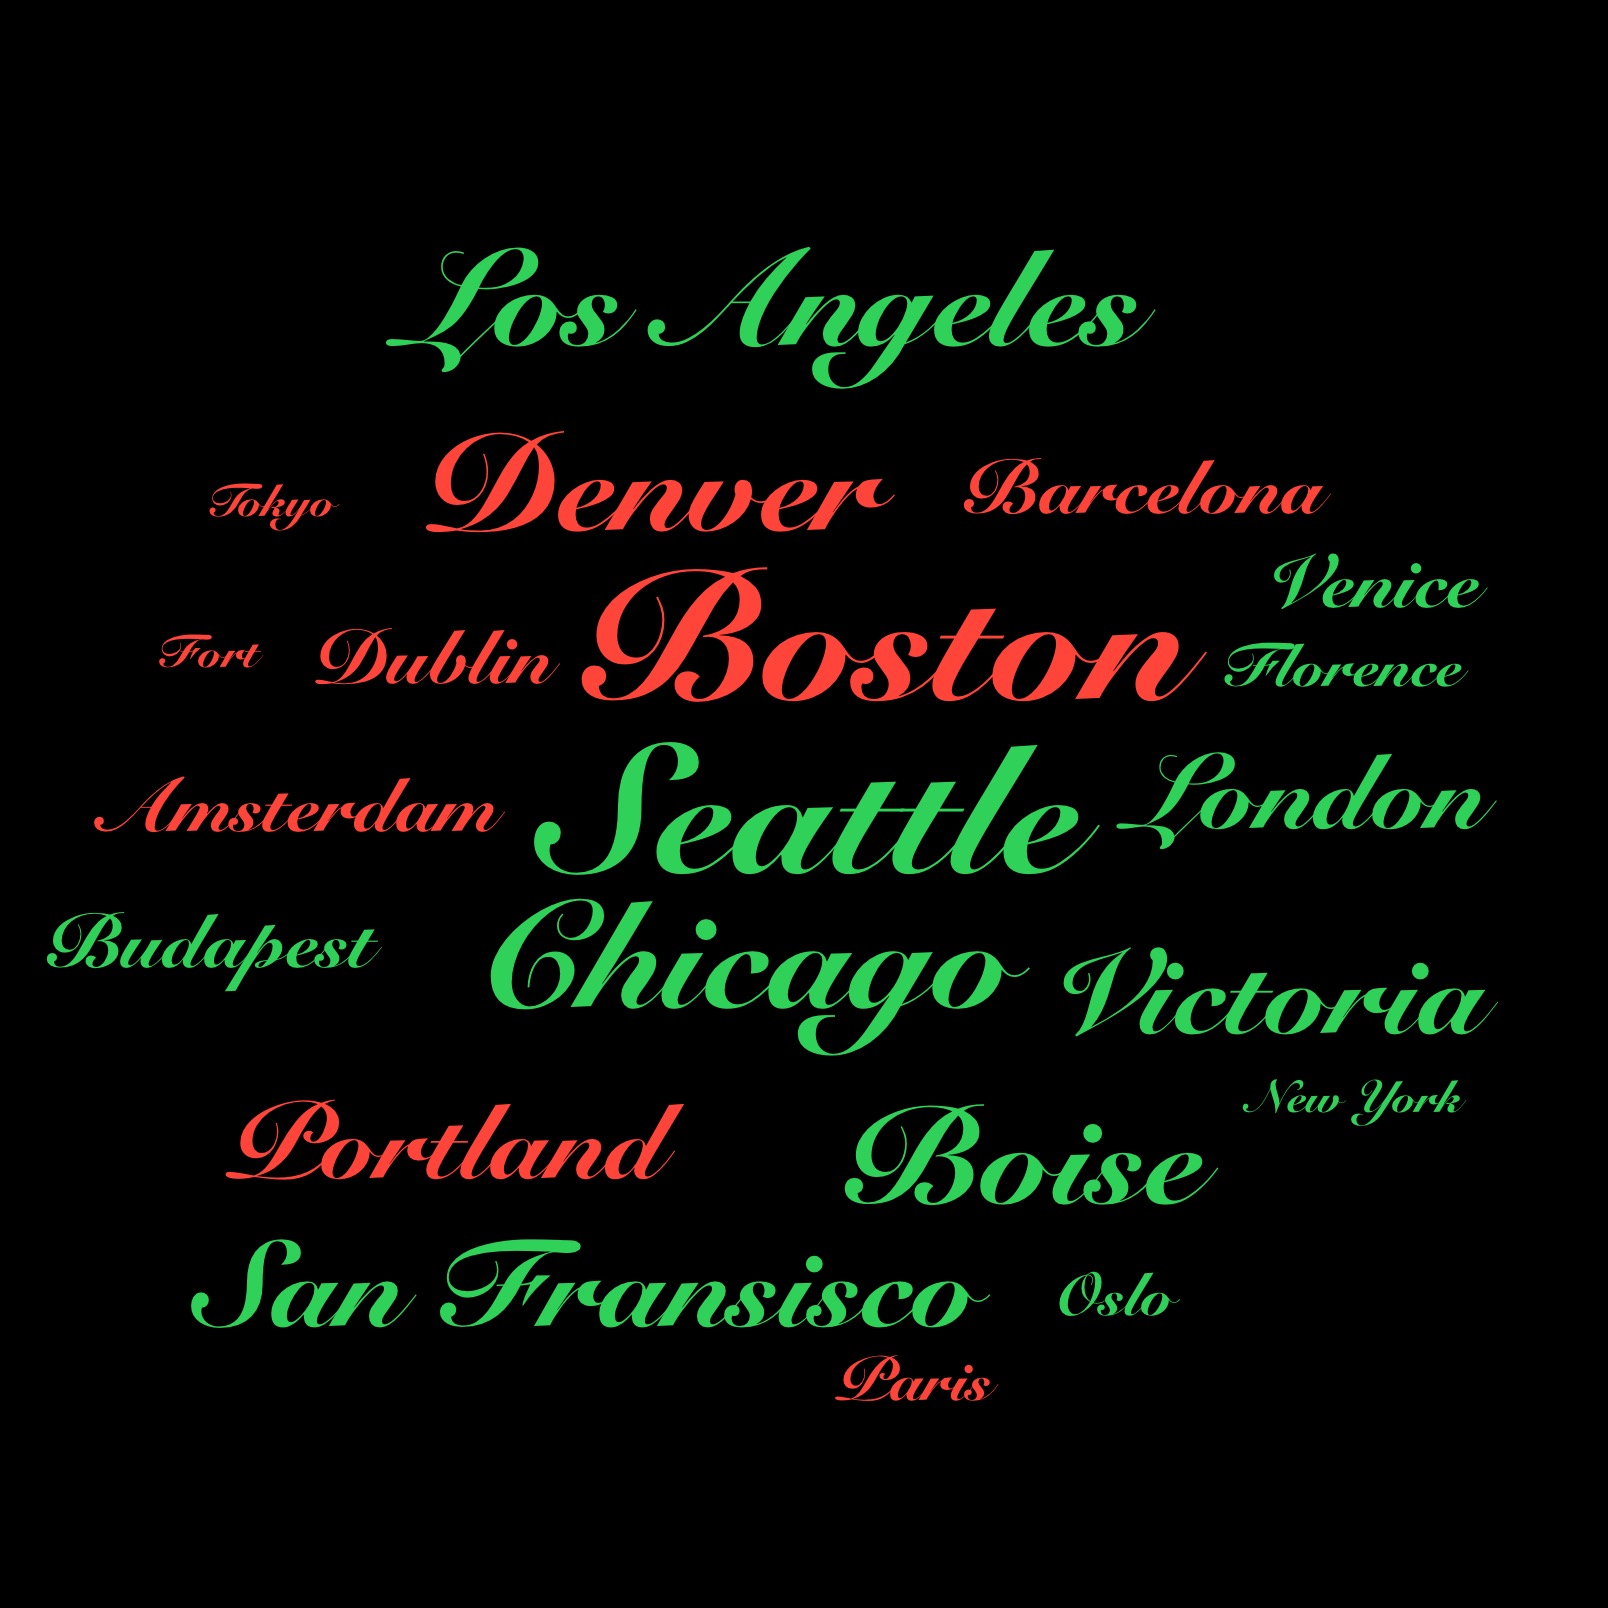 Los Angeles
Tokyo Denver Barcelona
Venice
Fort Dublin Boston Florence
Amsterdam Seattle London
Budapest Chicago Victoria
New York
Portland Boise
San Fransisco Oslo
Paris